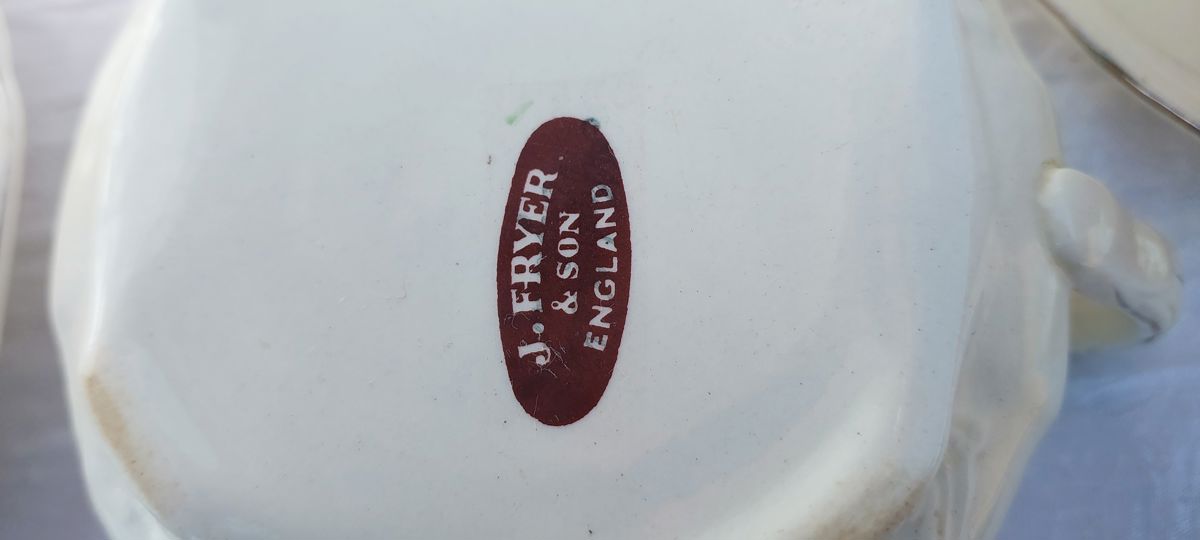 J. FRYER
& SON
ENGLAND